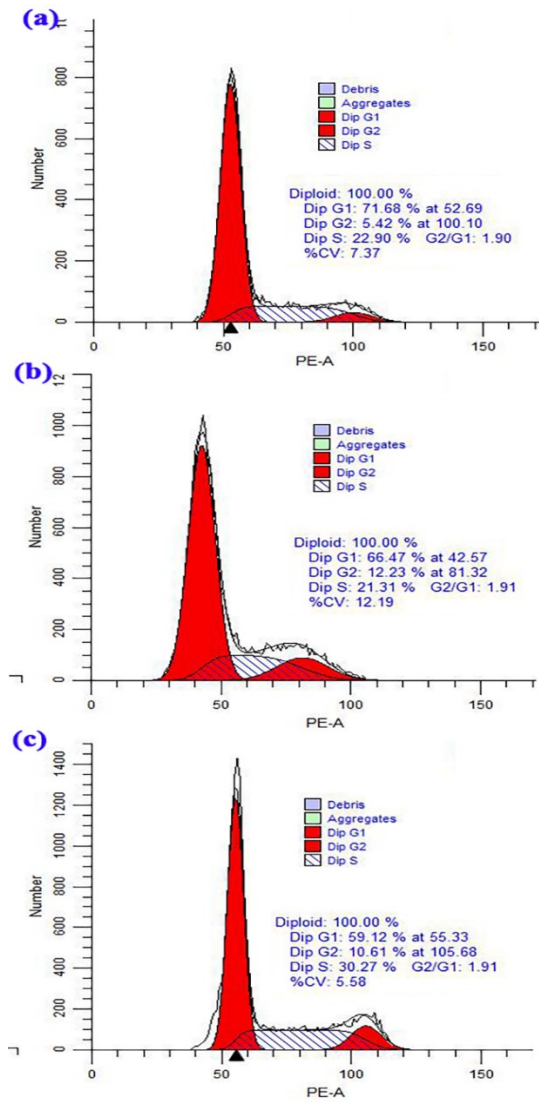 (a)
800
600
400
200
0
Number
Debris
Aggregates
Dip G1
Dip G2
Dip S
Diploid: 100.00 %
Dip G1: 71.68 % at 52.69
Dip G2: 5.42 % at 100.10
Dip S: 22.90 % G2/G1: 1.90
%CV: 7.37
0 50 100 150
PE-A
(b)
12
1000
800
600
400
200
0
Number
Debris
Aggregates
Dip G1
Dip G2
Dip S
Diploid: 100.00 %
Dip G1: 66.47 % at 42.57
Dip G2: 12.23 % at 81.32
Dip S: 21.31 % G2/G1: 1.91
%CV: 12.19
0 50 100 150
PE-A
(c)
1400
1200
1000
800
600
400
200
0
Number
Debris
Aggregates
Dip G1
Dip G2
Dip S
Diploid: 100.00 %
Dip G1: 59.12 % at 55.33
Dip G2: 10.61 % at 105.68
Dip S: 30.27 % G2/G1: 1.91
%CV: 5.58
0 50 100 150
PE-A